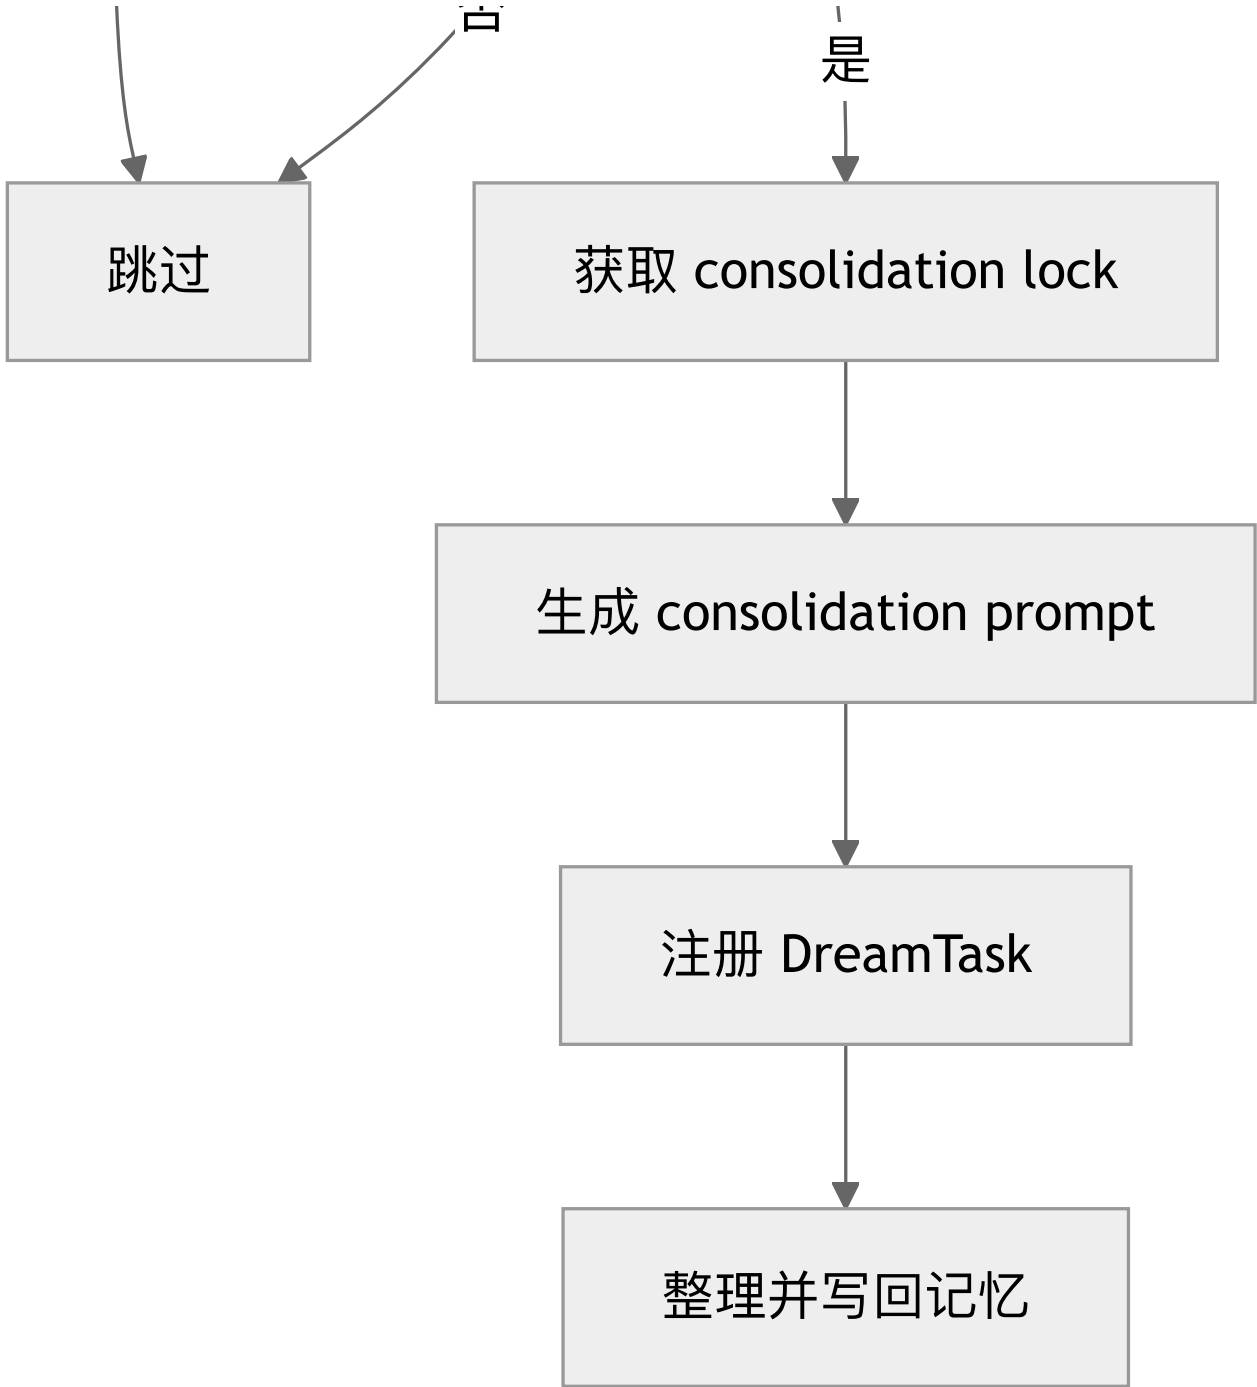 否
是
跳过
获取 consolidation lock
生成 consolidation prompt
注册 DreamTask
整理并写回记忆